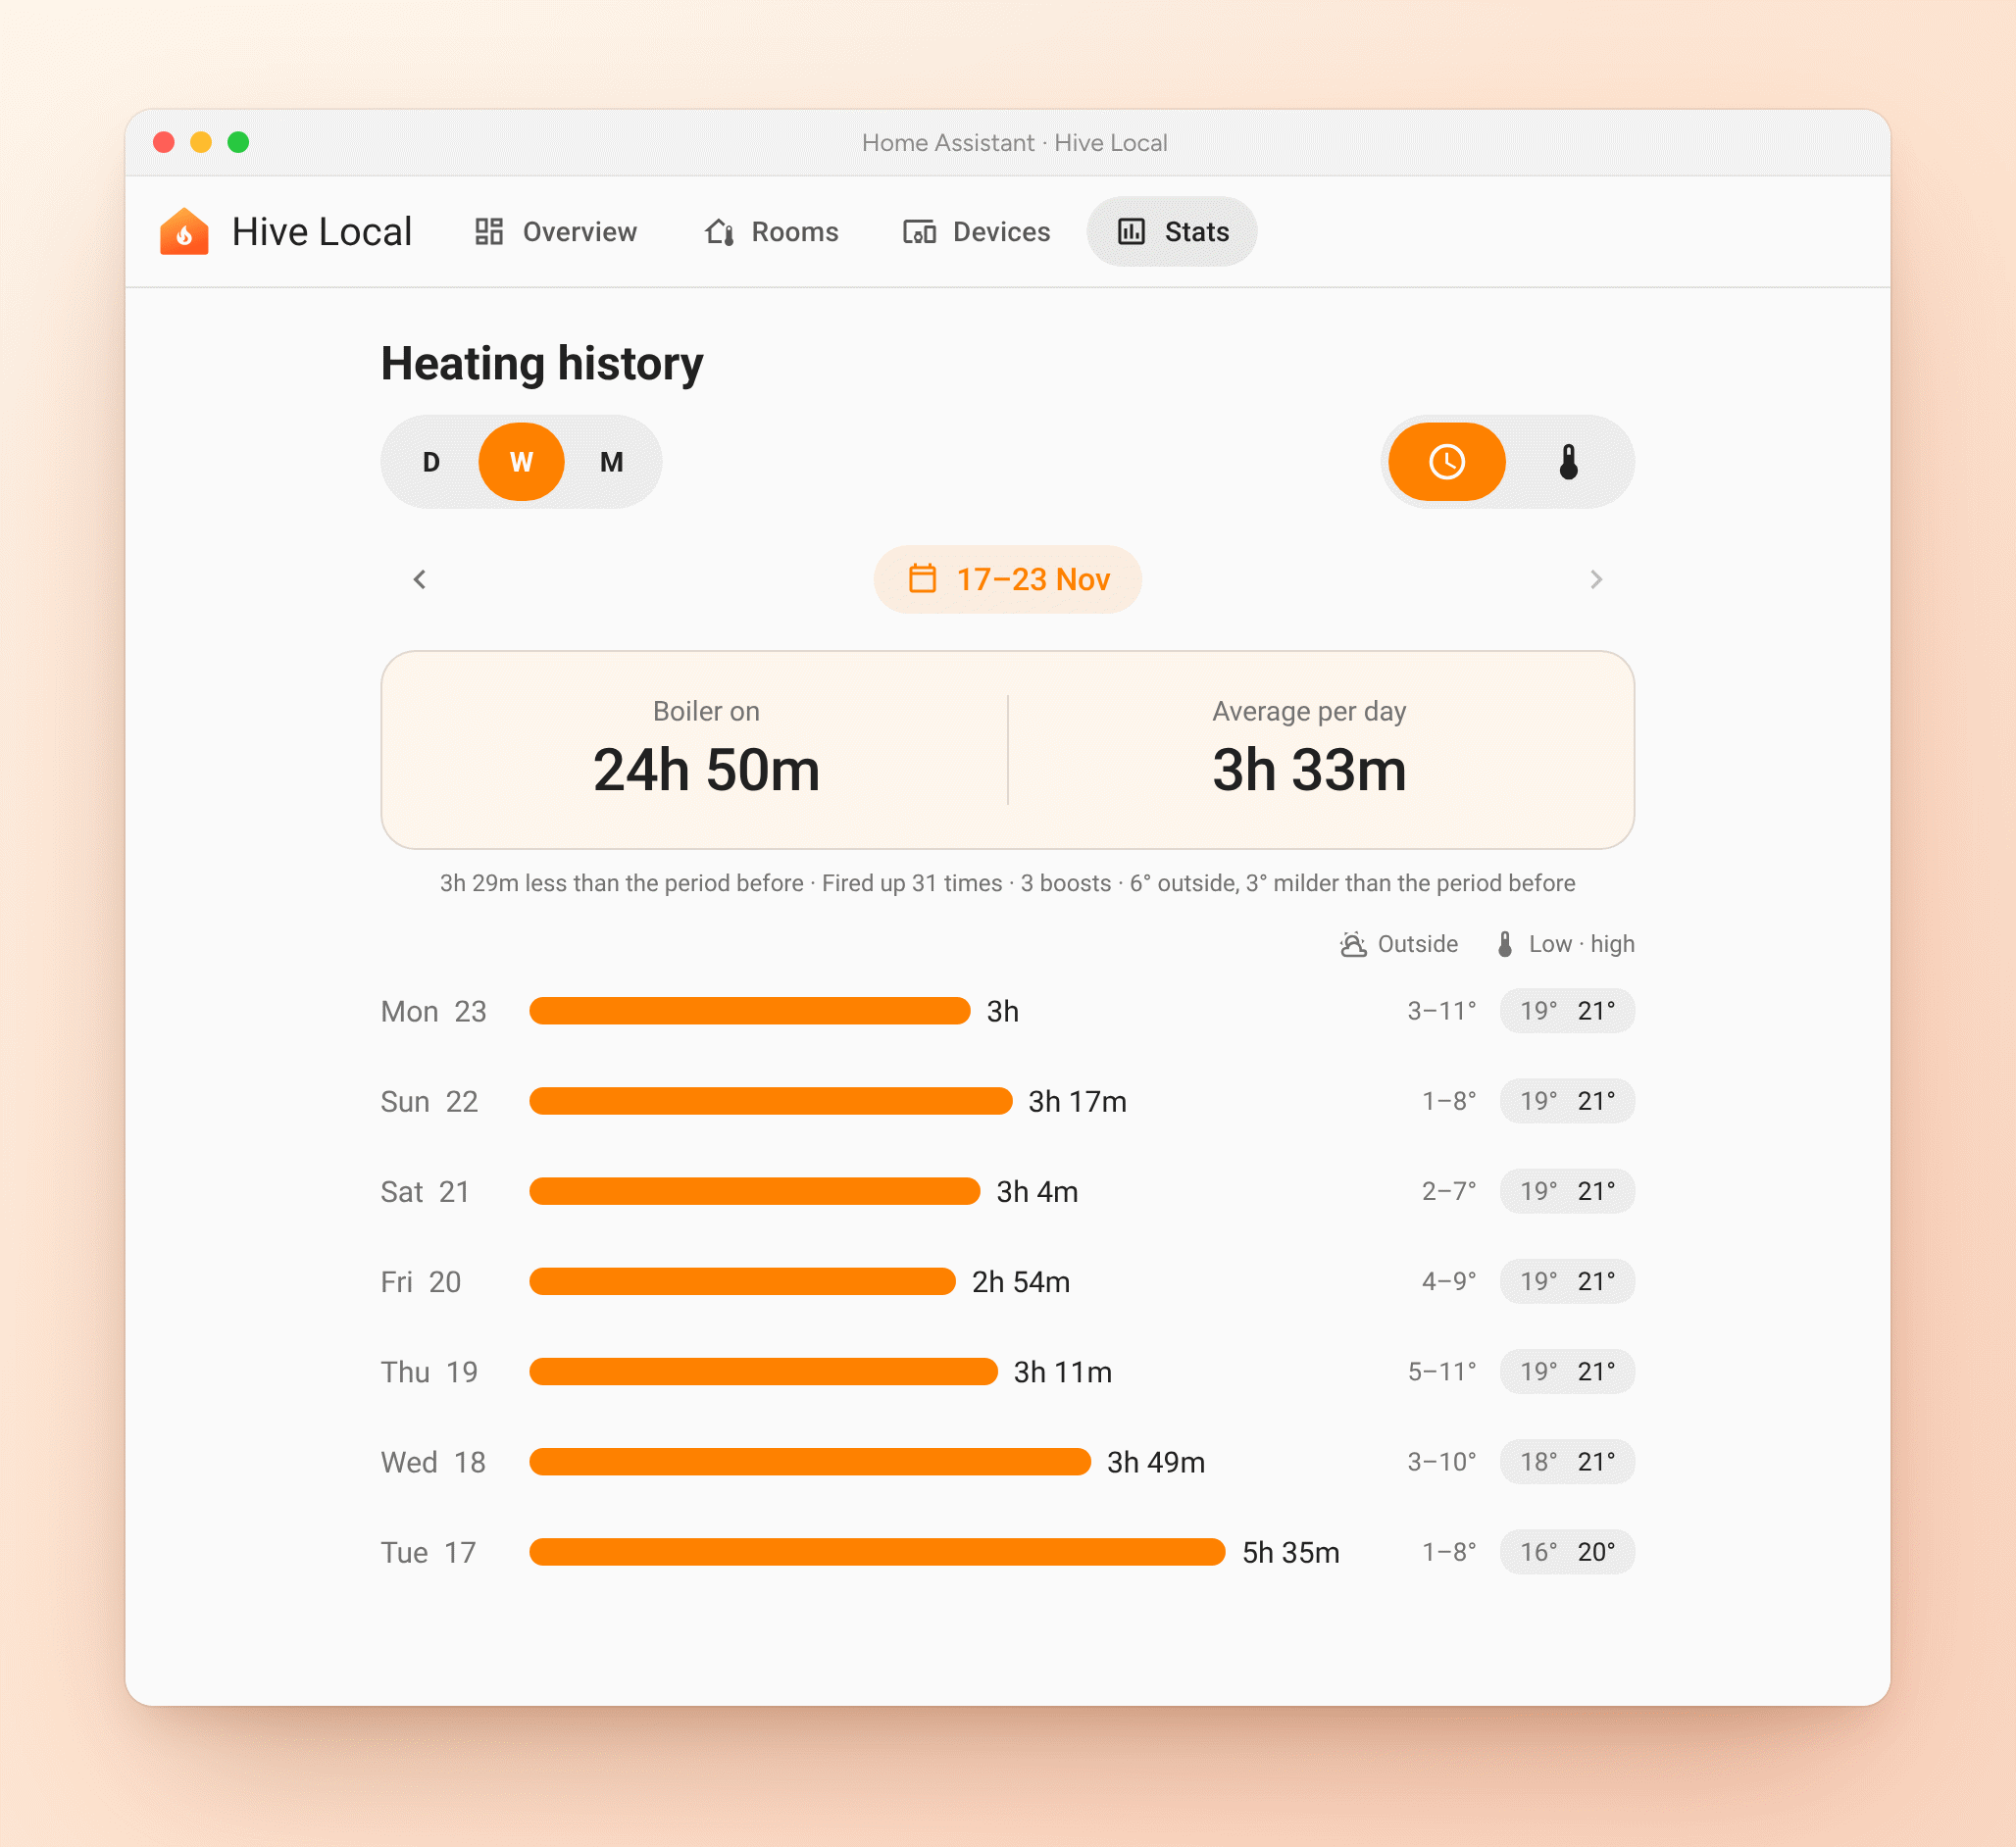 Home Assistant · Hive Local
Hive Local Overview Rooms Devices Stats
Heating history
D W M
17–23 Nov
Boiler on
24h 50m
Average per day
3h 33m
3h 29m less than the period before · Fired up 31 times · 3 boosts · 6° outside, 3° milder than the period before
Outside Low · high
Mon 23 3h 3–11° 19° 21°
Sun 22 3h 17m 1–8° 19° 21°
Sat 21 3h 4m 2–7° 19° 21°
Fri 20 2h 54m 4–9° 19° 21°
Thu 19 3h 11m 5–11° 19° 21°
Wed 18 3h 49m 3–10° 18° 21°
Tue 17 5h 35m 1–8° 16° 20°